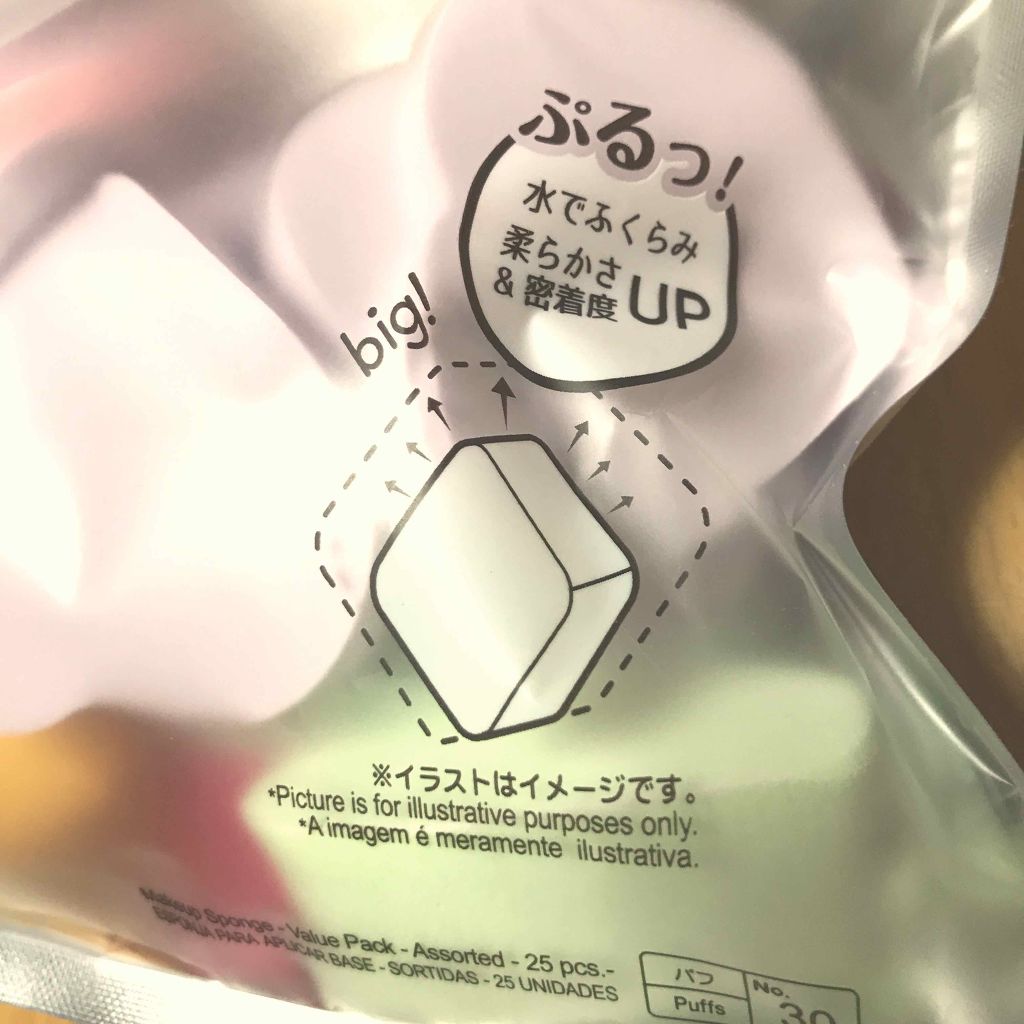 ぷるっ!
水でふくらみ
柔らかさ
& 密着度 UP
big!
※イラストはイメージです。
*Picture is for illustrative purposes only.
*A imagem é meramente ilustrativa.
Makeup Sponge - Value Pack - Assorted - 25 pcs.-
ESPONJA PARA APLICAR BASE - SORTIDAS - 25 UNIDADES
パフ
Puffs
No.
30